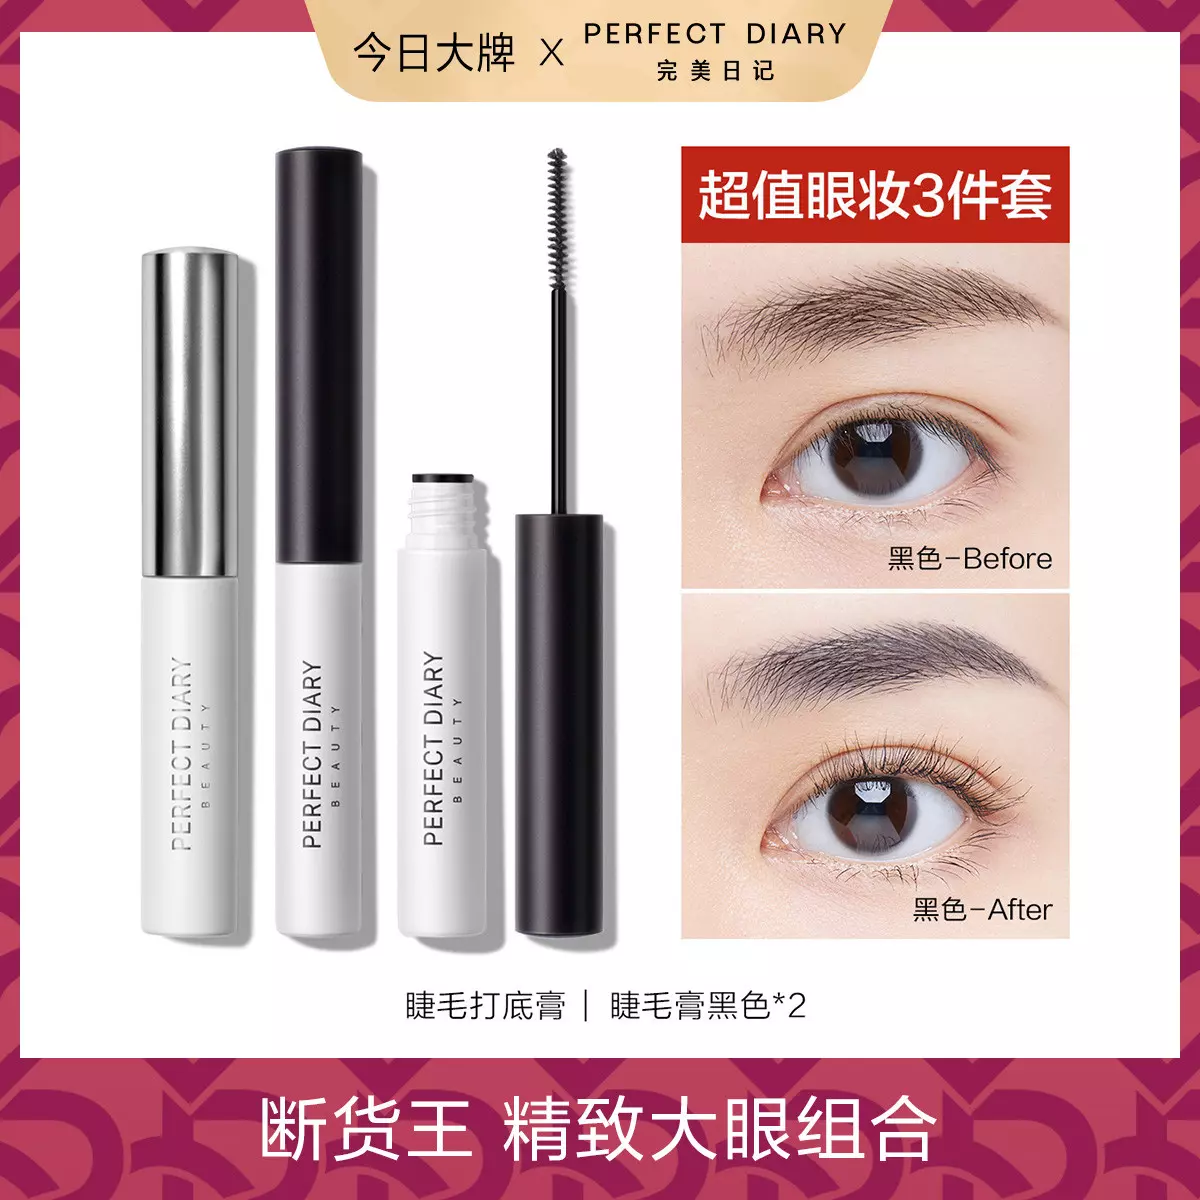 今日大牌 X PERFECT DIARY
完美日记
超值眼妆3件套
黑色-Before
黑色-After
PERFECT DIARY
BEAUTY
PERFECT DIARY
BEAUTY
PERFECT DIARY
BEAUTY
睫毛打底膏 | 睫毛膏黑色*2
断货王 精致大眼组合